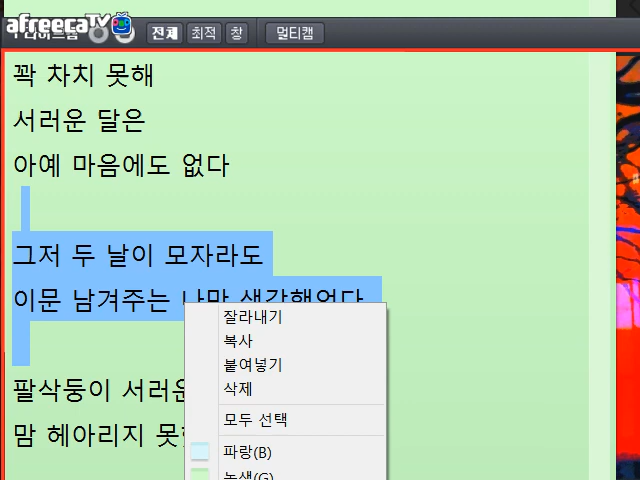 afreecaTV
전체 최적 창 멀티캠
꽉 차치 못해
서러운 달은
아예 마음에도 없다
그저 두 날이 모자라도
이문 남겨주는 나만 생각했었다
잘라내기
복사
붙여넣기
삭제
팔삭둥이 서러운
모두 선택
맘 헤아리지 못
파랑(B)
녹색(G)